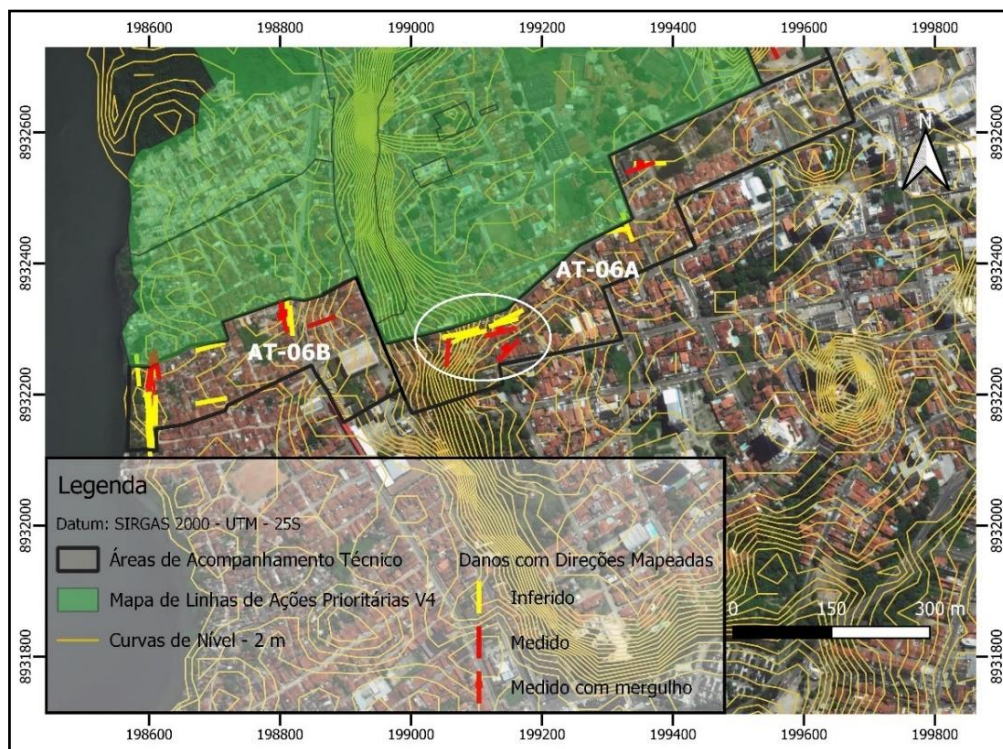 198600 198800 199000 199200 199400 199600 199800
8932600 8932600
N
8932400 8932400
AT-06A
AT-06B
8932200 8932200
Legenda
Datum: SIRGAS 2000 - UTM - 25S
Áreas de Acompanhamento Técnico
Danos com Direções Mapeadas
Mapa de Linhas de Ações Prioritárias V4
Inferido
Curvas de Nível - 2 m
Medido
Medido com mergulho
0 150 300 m
8932000 8932000
8931800 8931800
198600 198800 199000 199200 199400 199600 199800